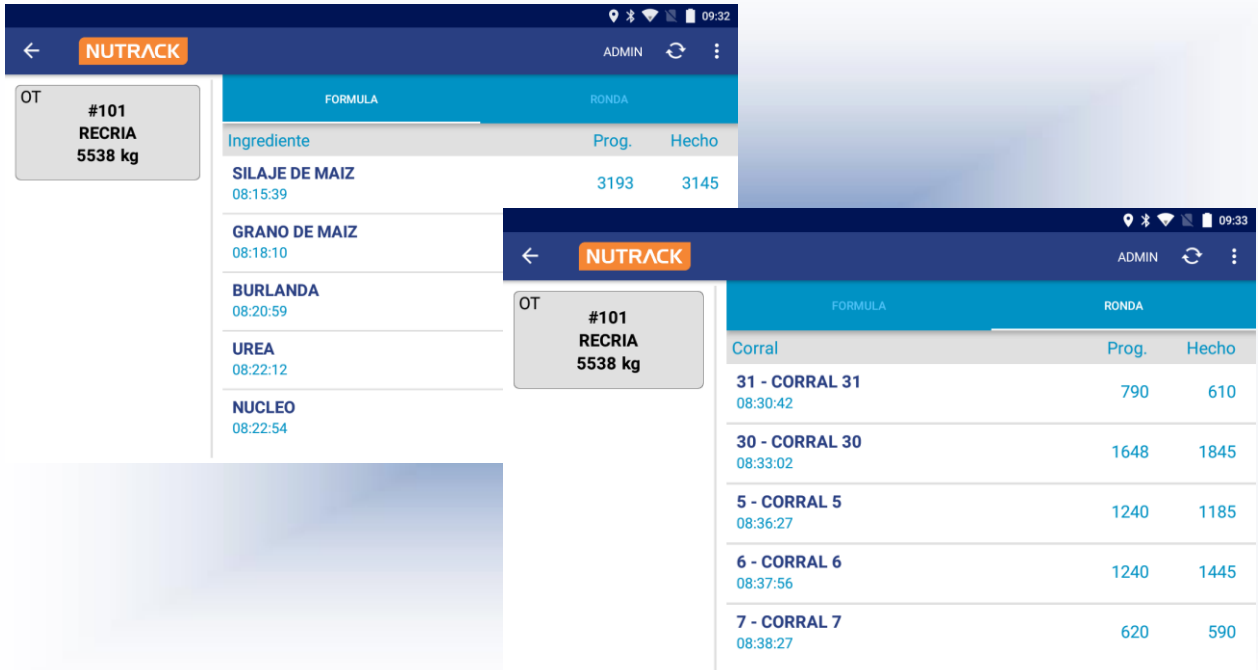 09:32
NUTRACK ADMIN
OT
#101
RECRIA
5538 kg
FORMULA RONDA
Ingrediente Prog. Hecho
SILAJE DE MAIZ
08:15:39
3193 3145
GRANO DE MAIZ
08:18:10
BURLANDA
08:20:59
UREA
08:22:12
NUCLEO
08:22:54
09:33
NUTRACK ADMIN
OT
#101
RECRIA
5538 kg
FORMULA RONDA
Corral Prog. Hecho
31 - CORRAL 31
08:30:42
790 610
30 - CORRAL 30
08:33:02
1648 1845
5 - CORRAL 5
08:36:27
1240 1185
6 - CORRAL 6
08:37:56
1240 1445
7 - CORRAL 7
08:38:27
620 590